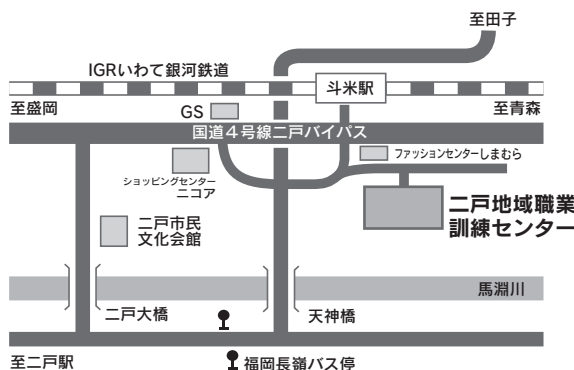 至田子
IGRいわて銀河鉄道
斗米駅
至盛岡
GS
至青森
国道4号線二戸バイパス
ファッションセンターしまむら
ショッピングセンター
ニコア
二戸地域職業
訓練センター
二戸市民
文化会館
馬淵川
二戸大橋
天神橋
至二戸駅
福岡長嶺バス停